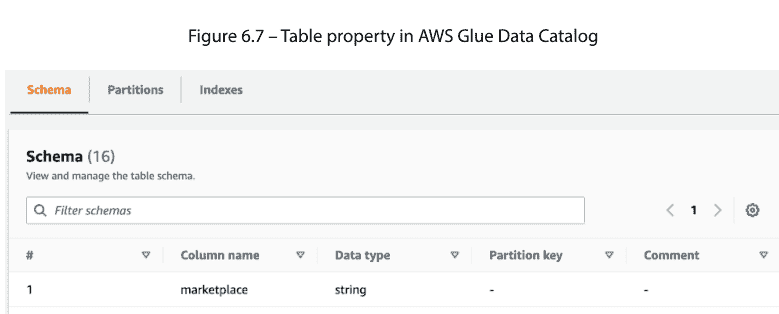 Figure 6.7 – Table property in AWS Glue Data Catalog
Schema Partitions Indexes
Schema (16)
View and manage the table schema.
Filter schemas 1
# Column name Data type Partition key Comment
1 marketplace string - -